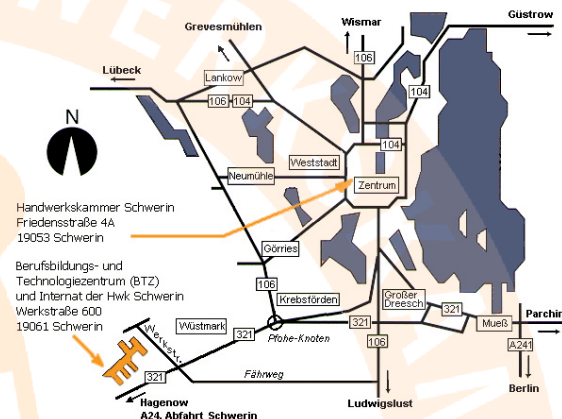 Güstrow
Wismar
Grevesmühlen
106
Lübeck
Lankow
106 104
104
N
104
Weststadt
Neumühle
Zentrum
Handwerkskammer Schwerin
Friedensstraße 4A
19053 Schwerin
Görries
Berufsbildungs- und
Technologiezentrum (BTZ)
und Internat der Hwk Schwerin
Werkstraße 600
19061 Schwerin
106
Krebsförden
Großer
Dreesch
321
Parchim
Wüstmark
321
321
Mueß
Werkstr.
Pfohe-Knoten
106
A241
321
Fährweg
Berlin
Hagenow
A24, Abfahrt Schwerin
Ludwigslust